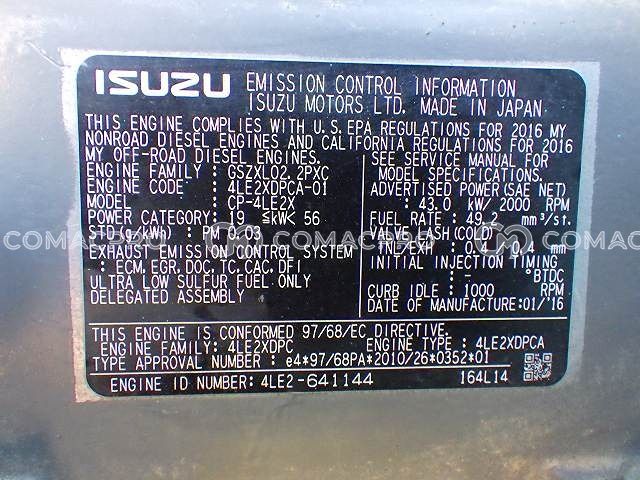 ISUZU EMISSION CONTROL INFORMATION
ISUZU MOTORS LTD. MADE IN JAPAN
THIS ENGINE COMPLIES WITH U.S. EPA REGULATIONS FOR 2016 MY
NONROAD DIESEL ENGINES AND CALIFORNIA REGULATIONS FOR 2016
MY OFF-ROAD DIESEL ENGINES.
ENGINE FAMILY : GSZXL02.2PXC
ENGINE CODE : 4LE2XDPCA-01
MODEL : CP-4LE2X
POWER CATEGORY: 19 ≦kW< 56
STD(g/kWh) : PM 0.03
EXHAUST EMISSION CONTROL SYSTEM
: ECM, EGR, DOC, TC, CAC, DFI
ULTRA LOW SULFUR FUEL ONLY
DELEGATED ASSEMBLY
SEE SERVICE MANUAL FOR
MODEL SPECIFICATIONS.
ADVERTISED POWER(SAE NET)
: 43.0 kW/ 2000 RPM
FUEL RATE: 49.2 mm³/st.
VALVE LASH(COLD)
INL/EXH : 0.4 /0.4 mm
INITIAL INJECTION TIMING
: - °BTDC
CURB IDLE: 1000 RPM
DATE OF MANUFACTURE:01/'16
THIS ENGINE IS CONFORMED 97/68/EC DIRECTIVE.
ENGINE FAMILY: 4LE2XDPC ENGINE TYPE: 4LE2XDPCA
TYPE APPROVAL NUMBER: e4*97/68PA*2010/26*0352*01
ENGINE ID NUMBER: 4LE2-641144 164L14
COMACPRO